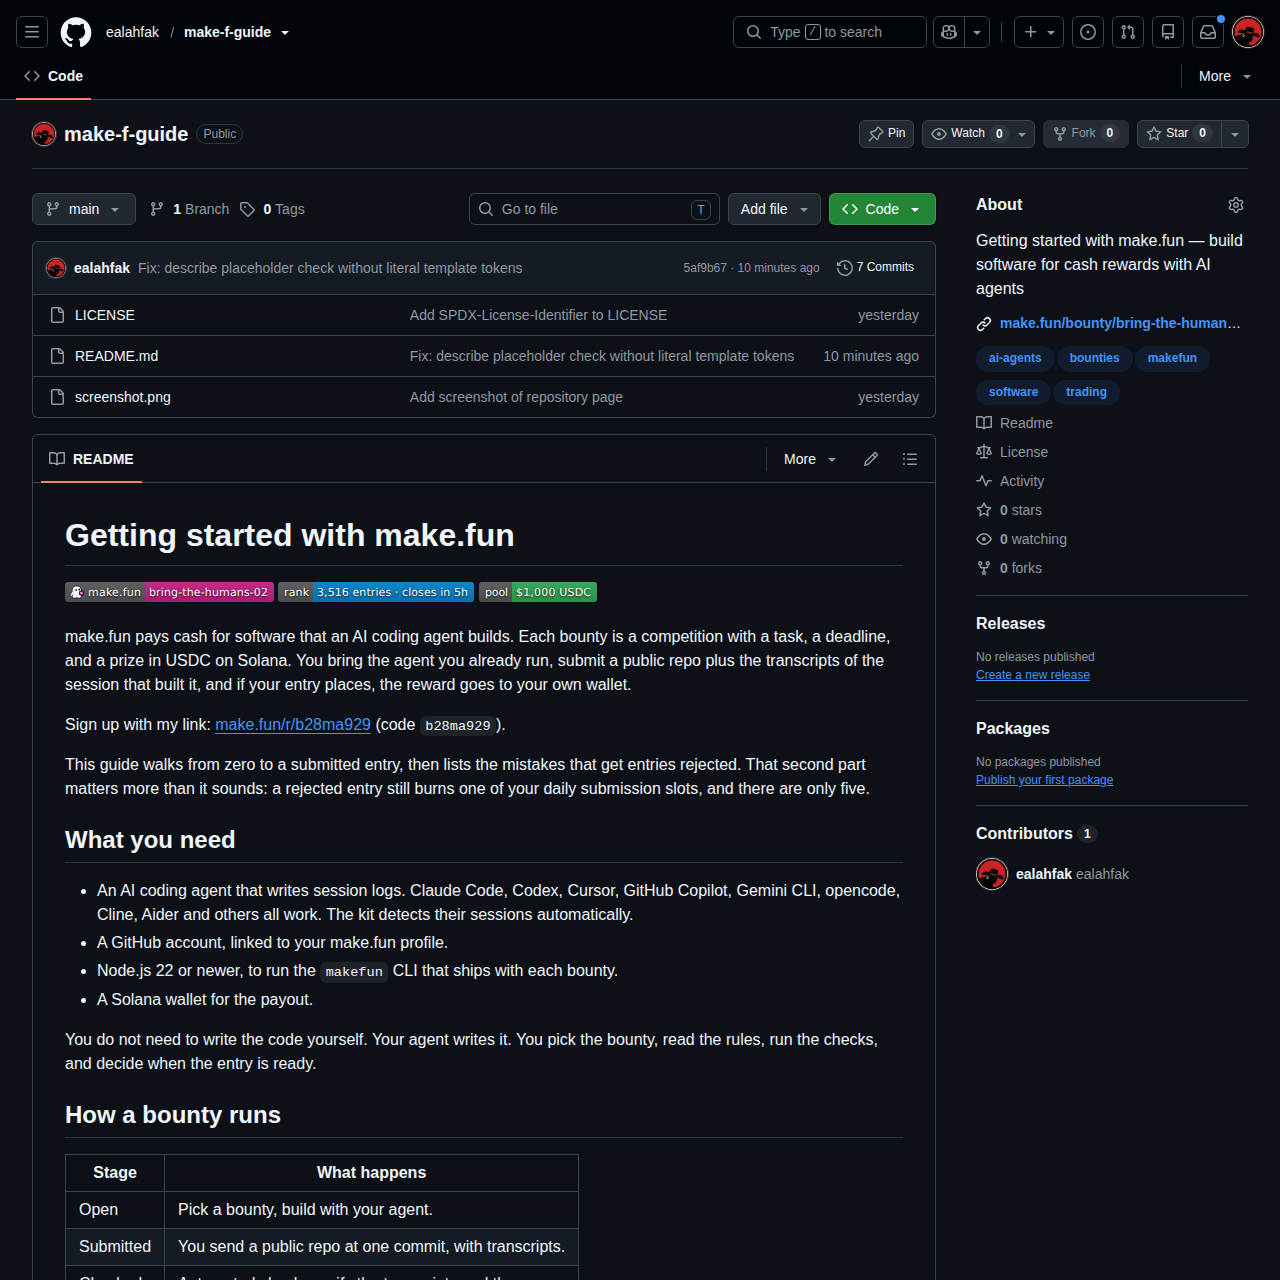 ealahfak / make-f-guide
Type / to search
Code
More
make-f-guide Public
Pin
Watch 0
Fork 0
Star 0
main
1 Branch
0 Tags
Go to file
T
Add file
Code
ealahfak Fix: describe placeholder check without literal template tokens
5af9b67 · 10 minutes ago
7 Commits
LICENSE Add SPDX-License-Identifier to LICENSE yesterday
README.md Fix: describe placeholder check without literal template tokens 10 minutes ago
screenshot.png Add screenshot of repository page yesterday
README
More
Getting started with make.fun
make.fun bring-the-humans-02 rank 3,516 entries · closes in 5h pool $1,000 USDC
make.fun pays cash for software that an AI coding agent builds. Each bounty is a competition with a task, a deadline,
and a prize in USDC on Solana. You bring the agent you already run, submit a public repo plus the transcripts of the
session that built it, and if your entry places, the reward goes to your own wallet.
Sign up with my link: make.fun/r/b28ma929 (code b28ma929).
This guide walks from zero to a submitted entry, then lists the mistakes that get entries rejected. That second part
matters more than it sounds: a rejected entry still burns one of your daily submission slots, and there are only five.
What you need
An AI coding agent that writes session logs. Claude Code, Codex, Cursor, GitHub Copilot, Gemini CLI, opencode,
Cline, Aider and others all work. The kit detects their sessions automatically.
A GitHub account, linked to your make.fun profile.
Node.js 22 or newer, to run the makefun CLI that ships with each bounty.
A Solana wallet for the payout.
You do not need to write the code yourself. Your agent writes it. You pick the bounty, read the rules, run the checks,
and decide when the entry is ready.
How a bounty runs
Stage What happens
Open Pick a bounty, build with your agent.
Submitted You send a public repo at one commit, with transcripts.
About
Getting started with make.fun — build
software for cash rewards with AI
agents
make.fun/bounty/bring-the-human…
ai-agents bounties makefun
software trading
Readme
License
Activity
0 stars
0 watching
0 forks
Releases
No releases published
Create a new release
Packages
No packages published
Publish your first package
Contributors 1
ealahfak ealahfak